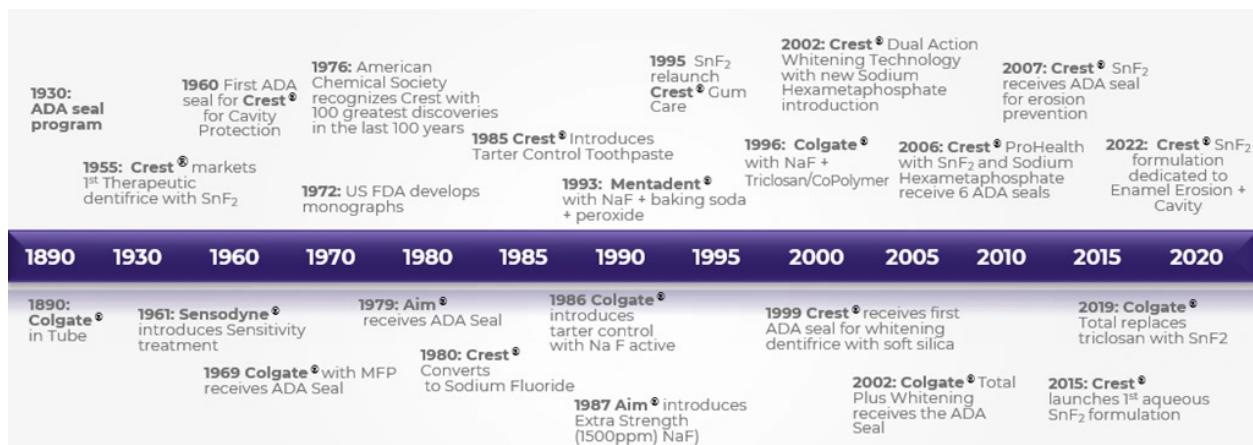 1930:
ADA seal
program
1955: Crest® markets
1st Therapeutic
dentifrice with SnF₂
1960 First ADA
seal for Crest®
for Cavity
Protection
1976: American
Chemical Society
recognizes Crest with
100 greatest discoveries
in the last 100 years
1972: US FDA develops
monographs
1985 Crest® Introduces
Tarter Control Toothpaste
1993: Mentadent®
with NaF + baking soda
+ peroxide
1995 SnF₂
relaunch
Crest® Gum
Care
1996: Colgate®
with NaF +
Triclosan/CoPolymer
2002: Crest® Dual Action
Whitening Technology
with new Sodium
Hexametaphosphate
introduction
2006: Crest® ProHealth
with SnF₂ and Sodium
Hexametaphosphate
receive 6 ADA seals
2007: Crest® SnF₂
receives ADA seal
for erosion
prevention
2022: Crest® SnF₂
formulation
dedicated to
Enamel Erosion +
Cavity
1890 1930 1960 1970 1980 1985 1990 1995 2000 2005 2010 2015 2020
1890:
Colgate®
in Tube
1961: Sensodyne®
introduces Sensitivity
treatment
1969 Colgate® with MFP
receives ADA Seal
1979: Aim®
receives ADA Seal
1980: Crest®
Converts
to Sodium Fluoride
1986 Colgate®
introduces
tarter control
with Na F active
1987 Aim® introduces
Extra Strength
(1500ppm) NaF)
1999 Crest® receives first
ADA seal for whitening
dentifrice with soft silica
2002: Colgate® Total
Plus Whitening
receives the ADA
Seal
2019: Colgate®
Total replaces
triclosan with SnF2
2015: Crest®
launches 1st aqueous
SnF₂ formulation